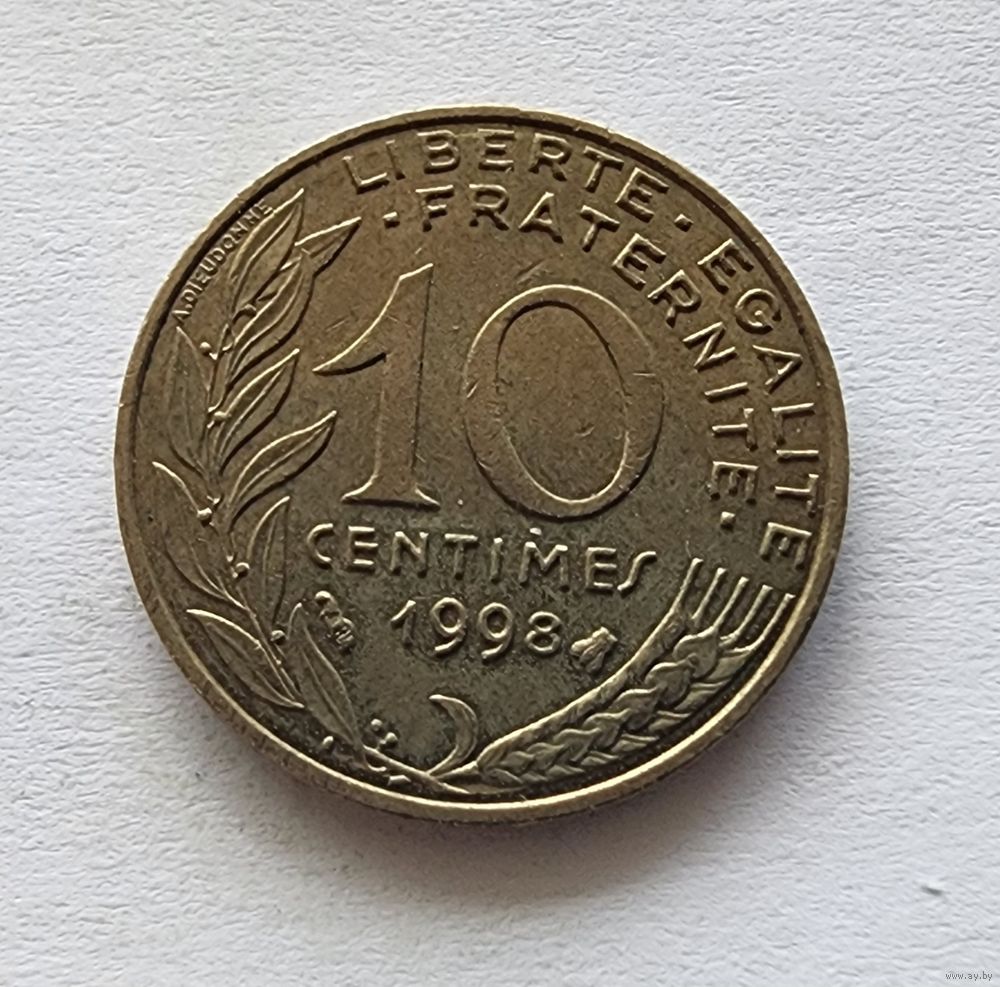 LIBERTE · EGALITE
· FRATERNITE ·
A.DIEUDONNE
10
CENTIMES
1998
www.ay.by